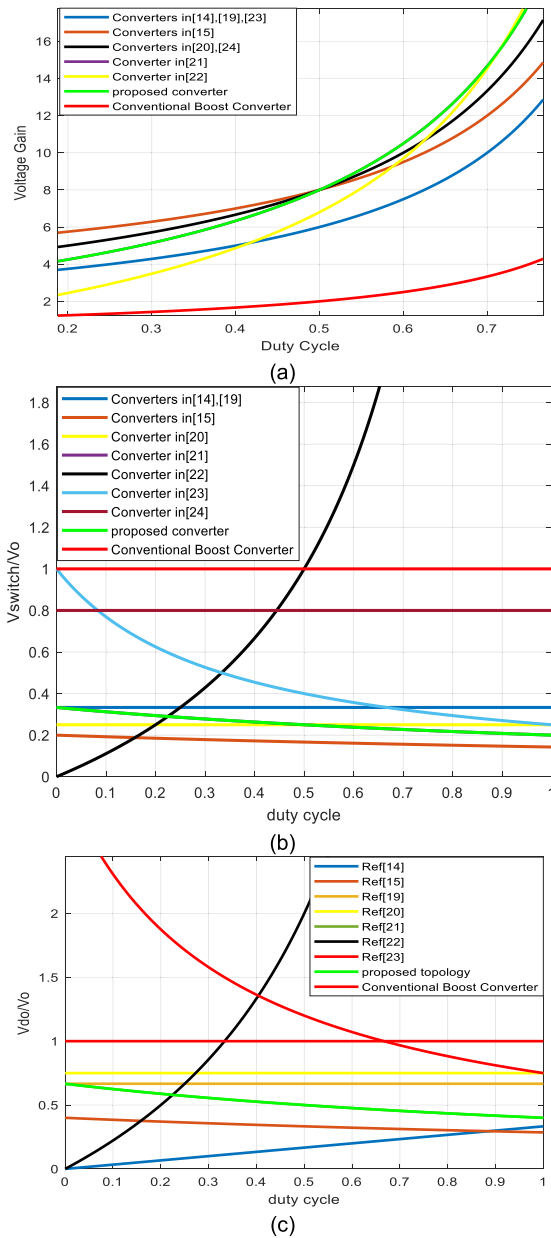 16
14
12
10
8
6
4
2
Voltage Gain
Converters in[14],[19],[23]
Converters in[15]
Converters in[20],[24]
Converter in[21]
Converter in[22]
proposed converter
Conventional Boost Converter
0.2
0.3
0.4
0.5
0.6
0.7
Duty Cycle
(a)
1.8
1.6
1.4
1.2
1
0.8
0.6
0.4
0.2
0
Vswitch/Vo
Converters in[14],[19]
Converters in[15]
Converter in[20]
Converter in[21]
Converter in[22]
Converter in[23]
Converter in[24]
proposed converter
Conventional Boost Converter
0
0.1
0.2
0.3
0.4
0.5
0.6
0.7
0.8
0.9
1
duty cycle
(b)
2
1.5
1
0.5
0
Vdo/Vo
Ref[14]
Ref[15]
Ref[19]
Ref[20]
Ref[21]
Ref[22]
Ref[23]
proposed topology
Conventional Boost Converter
0
0.1
0.2
0.3
0.4
0.5
0.6
0.7
0.8
0.9
1
duty cycle
(c)